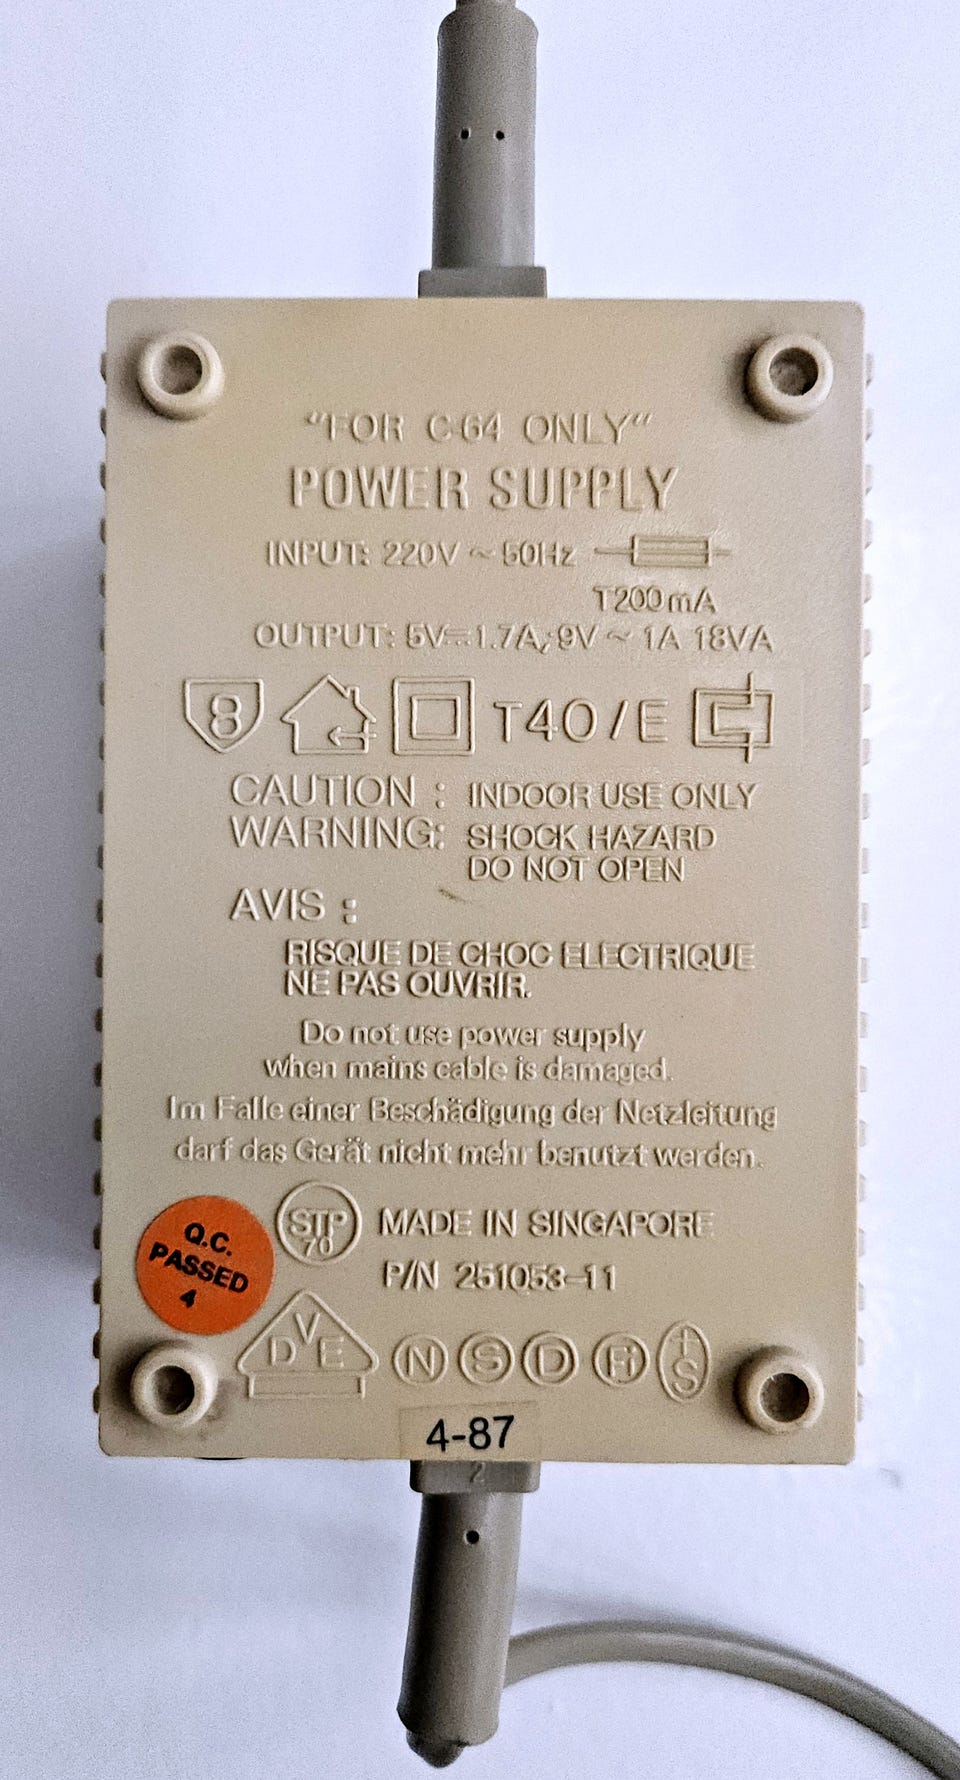 "FOR C-64 ONLY"
POWER SUPPLY
INPUT: 220V ~ 50Hz
T200mA
OUTPUT: 5V⎓1.7A, 9V ~ 1A 18VA
8
T40/E
CAUTION : INDOOR USE ONLY
WARNING: SHOCK HAZARD
DO NOT OPEN
AVIS :
RISQUE DE CHOC ELECTRIQUE
NE PAS OUVRIR.
Do not use power supply
when mains cable is damaged.
Im Falle einer Beschädigung der Netzleitung
darf das Gerät nicht mehr benutzt werden.
Q.C.
PASSED
4
STP
70
MADE IN SINGAPORE
P/N 251053-11
DVE
N S D Fi +S
4-87
2